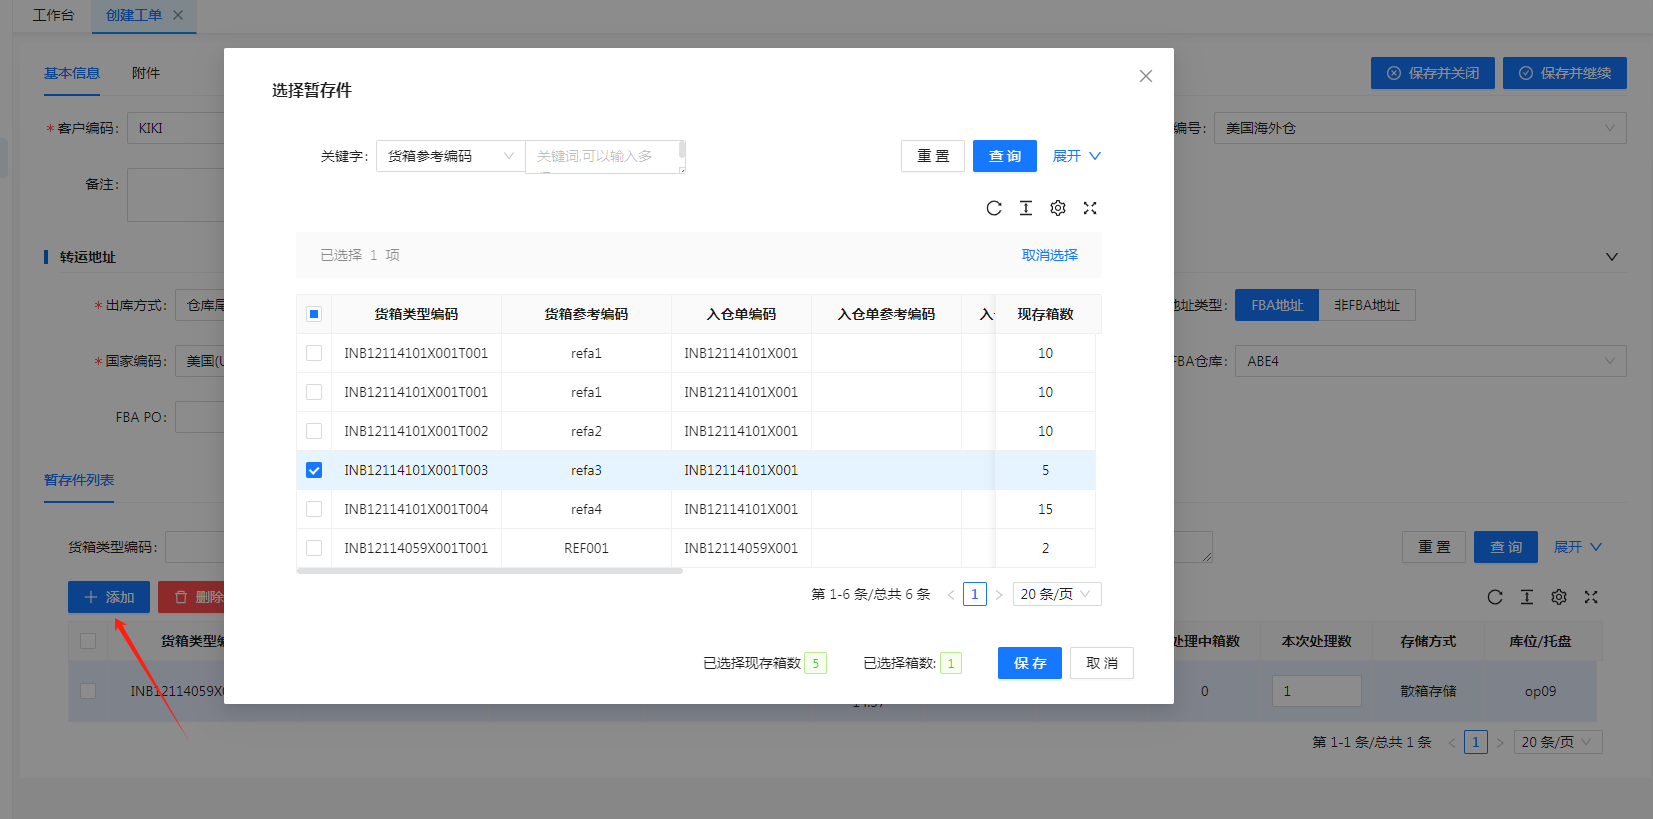 工作台 创建工单
基本信息 附件 保存并关闭 保存并继续
选择暂存件
*客户编码: KIKI 编号: 美国海外仓
关键字: 货箱参考编码 关键词,可以输入多 重置 查询 展开
备注:
已选择 1 项 取消选择
转运地址
*出库方式: 仓库尾 地址类型: FBA地址 非FBA地址
货箱类型编码 货箱参考编码 入仓单编码 入仓单参考编码 入 现存箱数
INB12114101X001T001 refa1 INB12114101X001 10
*国家编码: 美国(U FBA仓库: ABE4
INB12114101X001T001 refa1 INB12114101X001 10
FBA PO:
INB12114101X001T002 refa2 INB12114101X001 10
INB12114101X001T003 refa3 INB12114101X001 5
暂存件列表
INB12114101X001T004 refa4 INB12114101X001 15
INB12114059X001T001 REF001 INB12114059X001 2
货箱类型编码: 重置 查询 展开
第 1-6 条/总共 6 条 1 20 条/页
添加 删除
货箱类型编 处理中箱数 本次处理数 存储方式 库位/托盘
已选择现存箱数 5 已选择箱数: 1 保存 取消
INB12114059X0 0 1 散箱存储 op09
第 1-1 条/总共 1 条 1 20 条/页